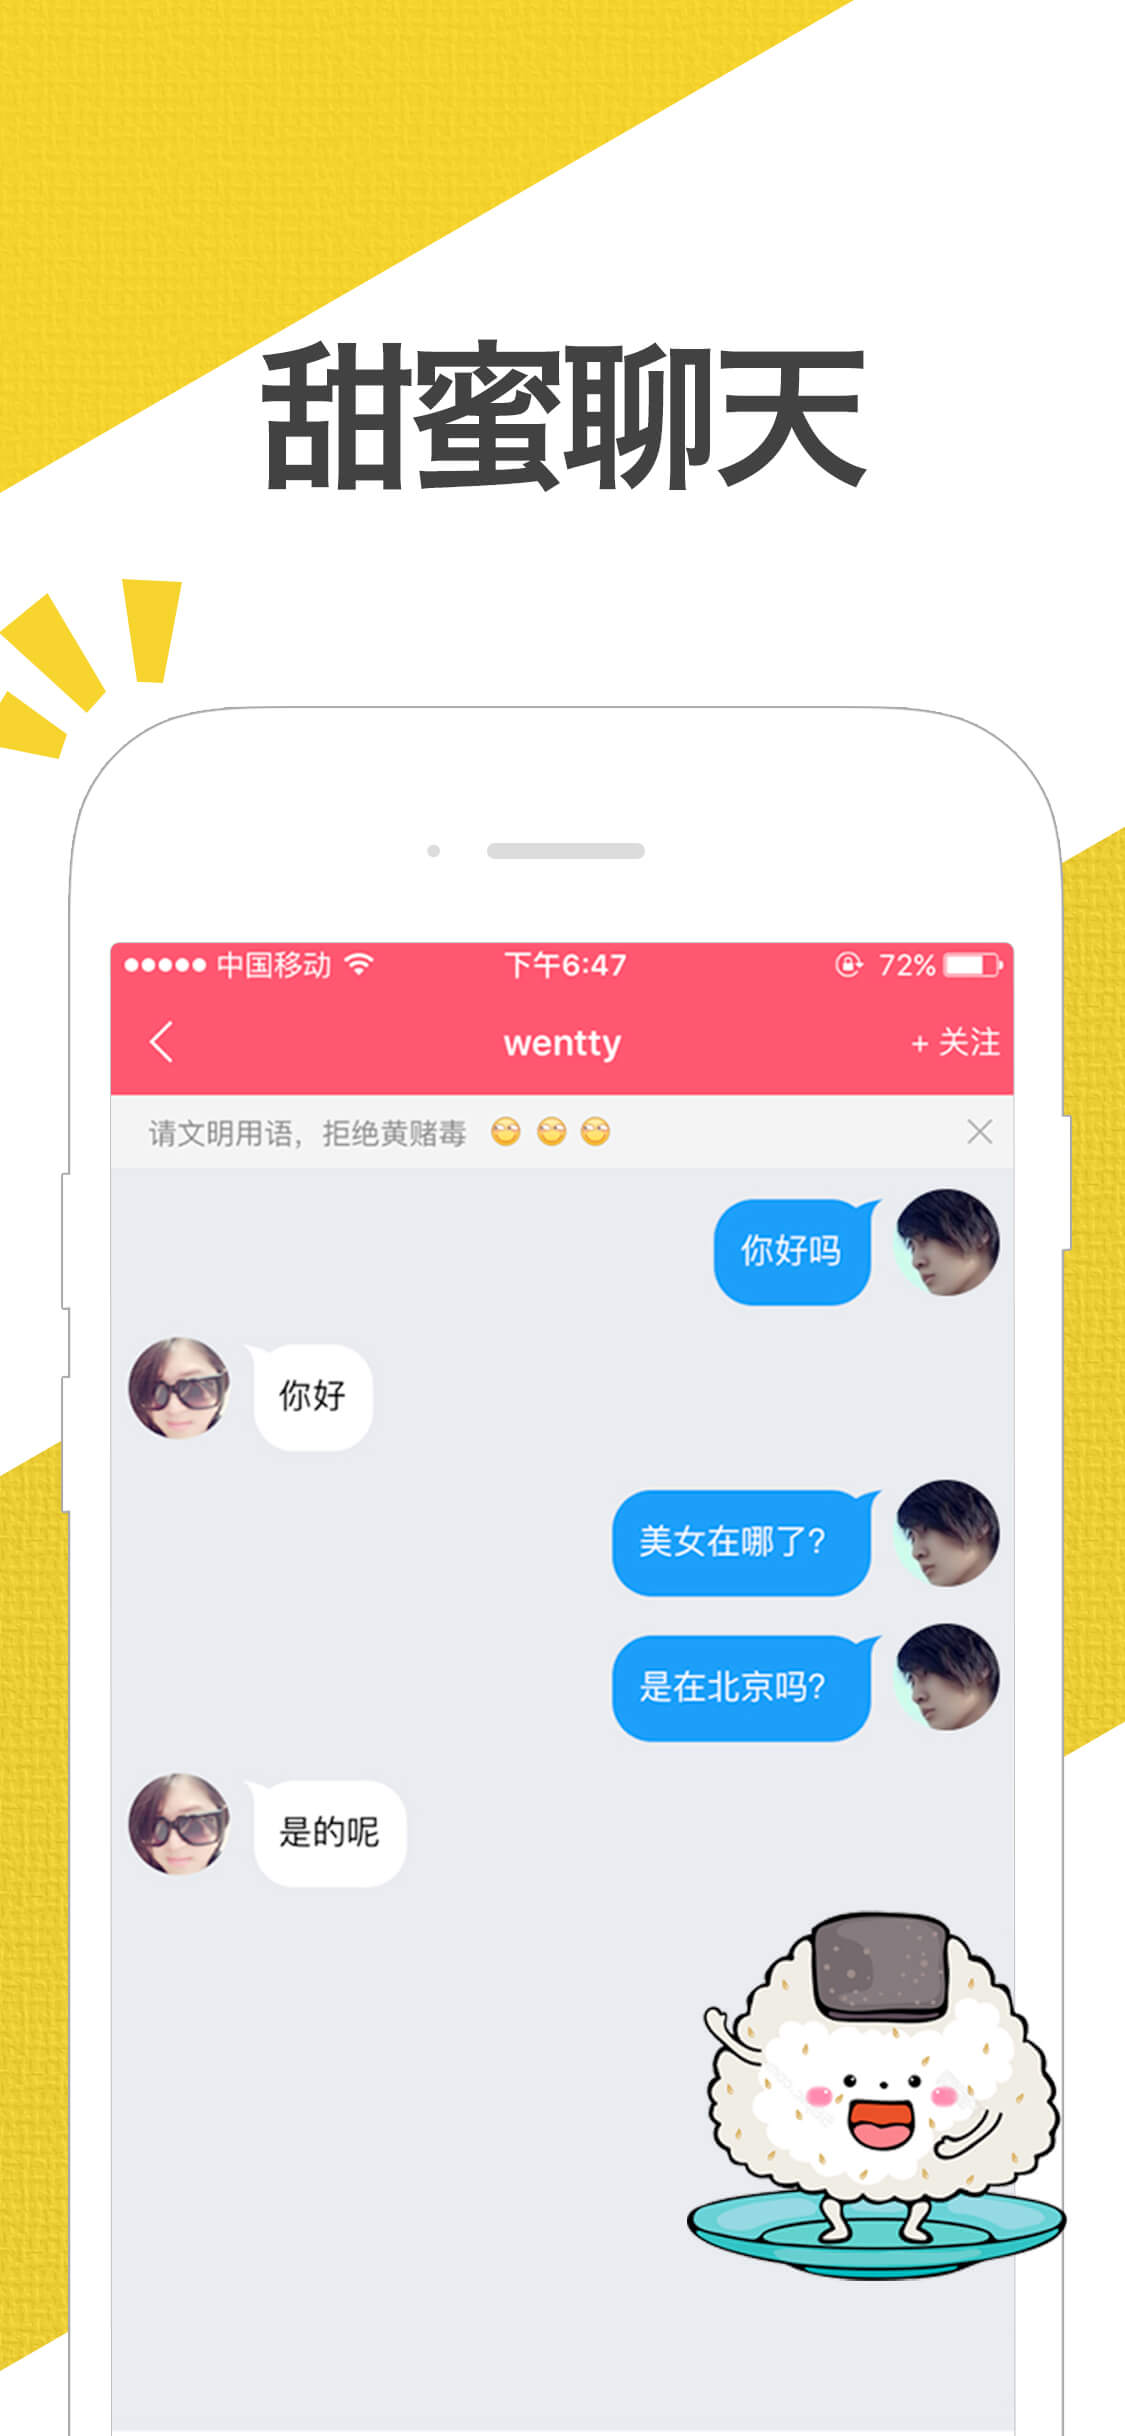 甜蜜聊天
中国移动 下午6:47 72%
wentty + 关注
请文明用语，拒绝黄赌毒
你好吗
你好
美女在哪了?
是在北京吗?
是的呢